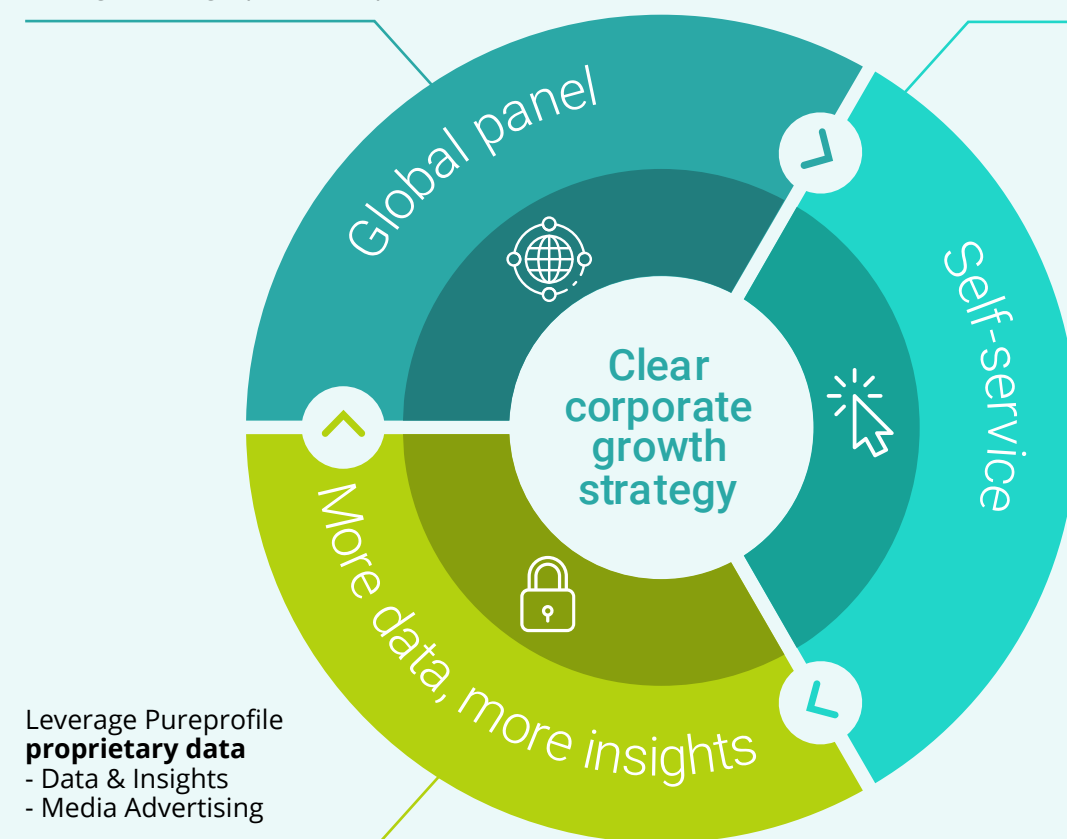 Global panel
Self-service
Clear
corporate
growth
strategy
More data, more insights
Leverage Pureprofile
proprietary data
- Data & Insights
- Media Advertising